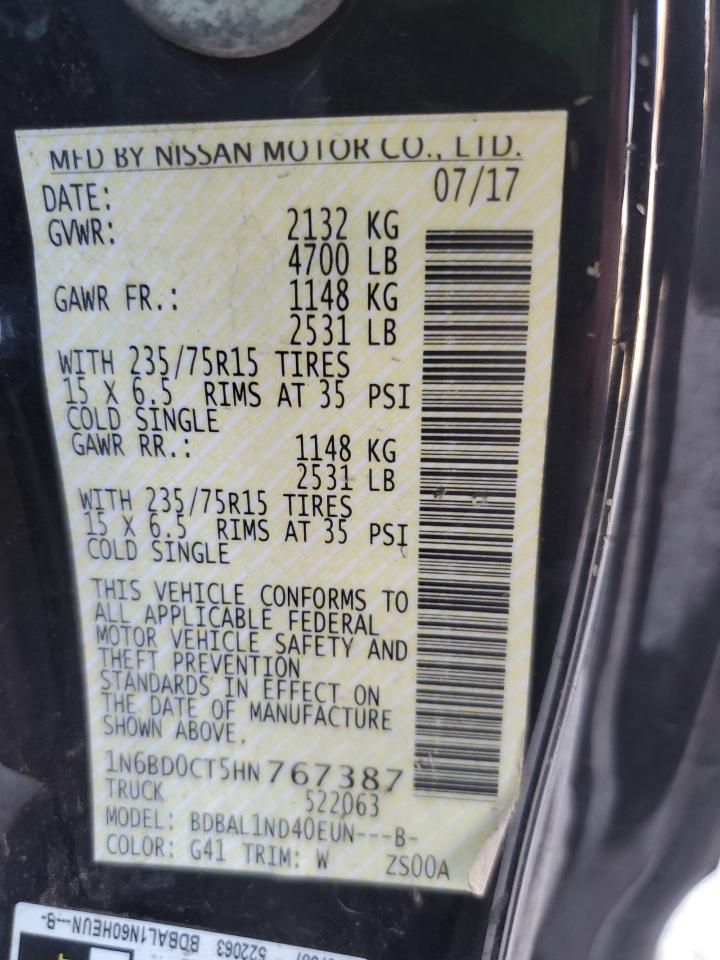 MFD BY NISSAN MOTOR CO., LTD.
DATE: 07/17
GVWR: 2132 KG
4700 LB
GAWR FR.: 1148 KG
2531 LB
WITH 235/75R15 TIRES
15 X 6.5 RIMS AT 35 PSI
COLD SINGLE
GAWR RR.: 1148 KG
2531 LB
WITH 235/75R15 TIRES
15 X 6.5 RIMS AT 35 PSI
COLD SINGLE
THIS VEHICLE CONFORMS TO
ALL APPLICABLE FEDERAL
MOTOR VEHICLE SAFETY AND
THEFT PREVENTION
STANDARDS IN EFFECT ON
THE DATE OF MANUFACTURE
SHOWN ABOVE.
1N6BD0CT5HN767387
TRUCK 522063
MODEL: BDBAL1ND40EUN---B-
COLOR: G41 TRIM: W ZS00A
522063 BDBAL1N60HEUN---B-